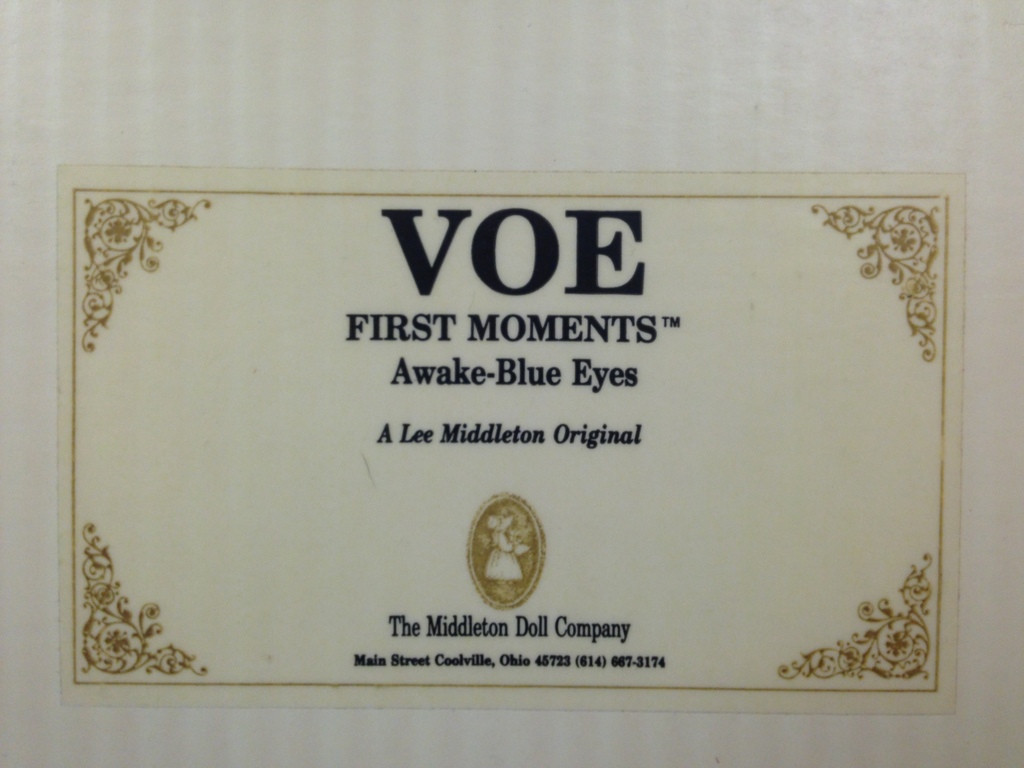 VOE
FIRST MOMENTS™
Awake-Blue Eyes
A Lee Middleton Original
The Middleton Doll Company
Main Street Coolville, Ohio 45723 (614) 667-3174